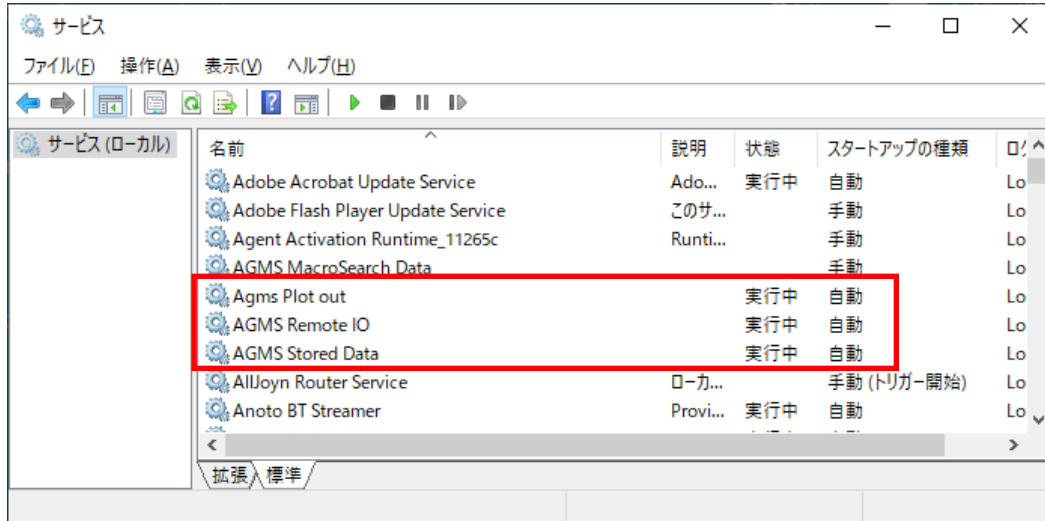 サービス
ファイル(F) 操作(A) 表示(V) ヘルプ(H)
サービス (ローカル)
名前 説明 状態 スタートアップの種類
Adobe Acrobat Update Service Ado... 実行中 自動 Lo
Adobe Flash Player Update Service このサ... 手動 Lo
Agent Activation Runtime_11265c Runti... 手動 Lo
AGMS MacroSearch Data 手動 Lo
Agms Plot out 実行中 自動 Lo
AGMS Remote IO 実行中 自動 Lo
AGMS Stored Data 実行中 自動 Lo
AllJoyn Router Service ローカ... 手動 (トリガー開始) Lo
Anoto BT Streamer Provi... 実行中 自動 Lo
拡張 標準